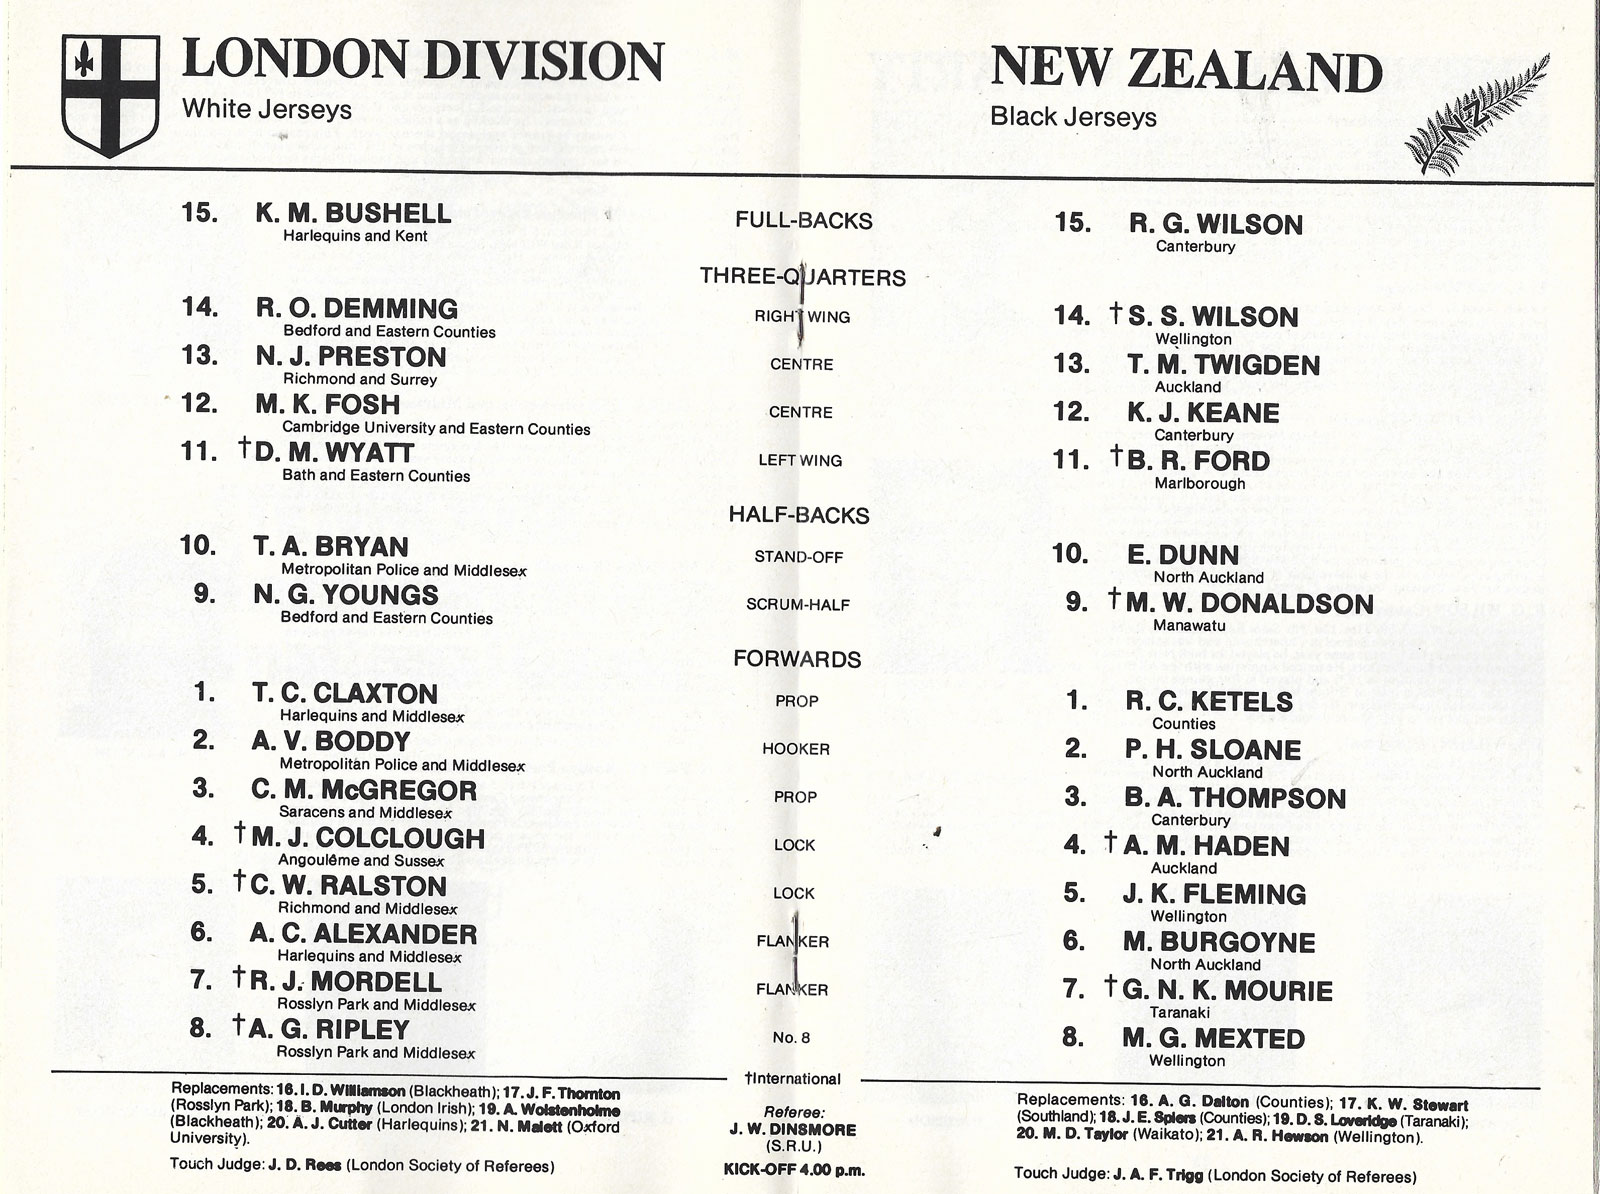 LONDON DIVISION
White Jerseys
NEW ZEALAND
Black Jerseys
NZ
15. K. M. BUSHELL
Harlequins and Kent
FULL-BACKS
15. R. G. WILSON
Canterbury
THREE-QUARTERS
14. R. O. DEMMING
Bedford and Eastern Counties
RIGHT WING
14. †S. S. WILSON
Wellington
13. N. J. PRESTON
Richmond and Surrey
CENTRE
13. T. M. TWIGDEN
Auckland
12. M. K. FOSH
Cambridge University and Eastern Counties
CENTRE
12. K. J. KEANE
Canterbury
11. †D. M. WYATT
Bath and Eastern Counties
LEFT WING
11. †B. R. FORD
Marlborough
HALF-BACKS
10. T. A. BRYAN
Metropolitan Police and Middlesex
STAND-OFF
10. E. DUNN
North Auckland
9. N. G. YOUNGS
Bedford and Eastern Counties
SCRUM-HALF
9. †M. W. DONALDSON
Manawatu
FORWARDS
1. T. C. CLAXTON
Harlequins and Middlesex
PROP
1. R. C. KETELS
Counties
2. A. V. BODDY
Metropolitan Police and Middlesex
HOOKER
2. P. H. SLOANE
North Auckland
3. C. M. McGREGOR
Saracens and Middlesex
PROP
3. B. A. THOMPSON
Canterbury
4. †M. J. COLCLOUGH
Angoulême and Sussex
LOCK
4. †A. M. HADEN
Auckland
5. †C. W. RALSTON
Richmond and Middlesex
LOCK
5. J. K. FLEMING
Wellington
6. A. C. ALEXANDER
Harlequins and Middlesex
FLANKER
6. M. BURGOYNE
North Auckland
7. †R. J. MORDELL
Rosslyn Park and Middlesex
FLANKER
7. †G. N. K. MOURIE
Taranaki
8. †A. G. RIPLEY
Rosslyn Park and Middlesex
No. 8
8. M. G. MEXTED
Wellington
Replacements: 16. I. D. Williamson (Blackheath); 17. J. F. Thornton
(Rosslyn Park); 18. B. Murphy (London Irish); 19. A. Wolstenholme
(Blackheath); 20. A. J. Cutter (Harlequins); 21. N. Malett (Oxford
University).
Touch Judge: J. D. Rees (London Society of Referees)
†International
Referee:
J. W. DINSMORE
(S.R.U.)
KICK-OFF 4.00 p.m.
Replacements: 16. A. G. Dalton (Counties); 17. K. W. Stewart
(Southland); 18. J. E. Spiers (Counties); 19. D. S. Loveridge (Taranaki);
20. M. D. Taylor (Waikato); 21. A. R. Hewson (Wellington).
Touch Judge: J. A. F. Trigg (London Society of Referees)